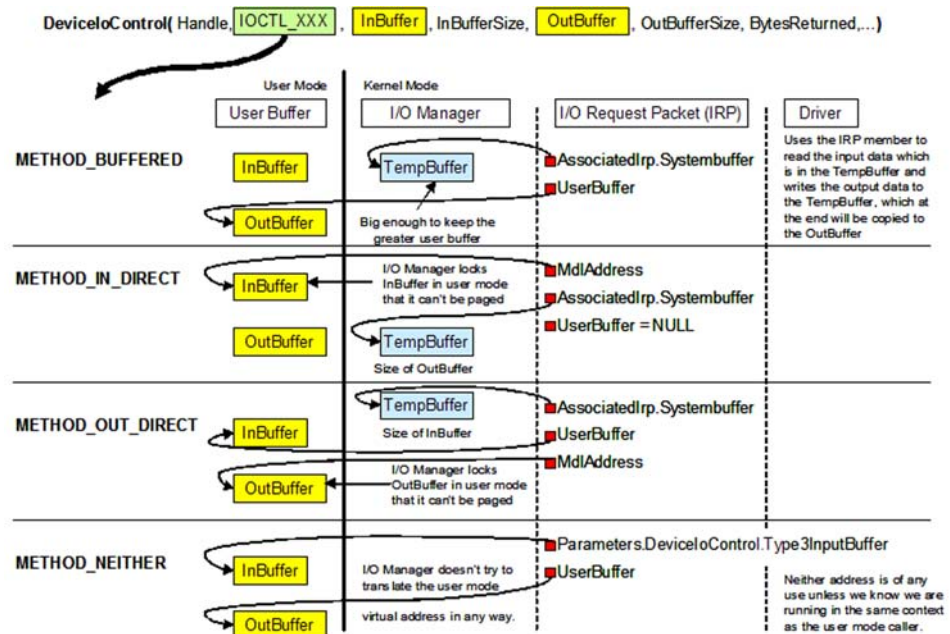 DeviceIoControl( Handle, IOCTL_XXX , InBuffer , InBufferSize, OutBuffer , OutBufferSize, BytesReturned,...)
User Mode Kernel Mode
User Buffer I/O Manager I/O Request Packet (IRP) Driver
METHOD_BUFFERED
InBuffer
OutBuffer
TempBuffer
Big enough to keep the
greater user buffer
AssociatedIrp.Systembuffer
UserBuffer
Uses the IRP member to
read the input data which
is in the TempBuffer and
writes the output data to
the TempBuffer, which at
the end will be copied to
the OutBuffer
METHOD_IN_DIRECT
InBuffer
OutBuffer
I/O Manager locks
InBuffer in user mode
that it can't be paged
TempBuffer
Size of OutBuffer
MdlAddress
AssociatedIrp.Systembuffer
UserBuffer = NULL
METHOD_OUT_DIRECT
InBuffer
OutBuffer
TempBuffer
Size of InBuffer
I/O Manager locks
OutBuffer in user mode
that it can't be paged
AssociatedIrp.Systembuffer
UserBuffer
MdlAddress
METHOD_NEITHER
InBuffer
OutBuffer
I/O Manager doesn't try to
translate the user mode
virtual address in any way.
Parameters.DeviceIoControl.Type3InputBuffer
UserBuffer
Neither address is of any
use unless we know we are
running in the same context
as the user mode caller.